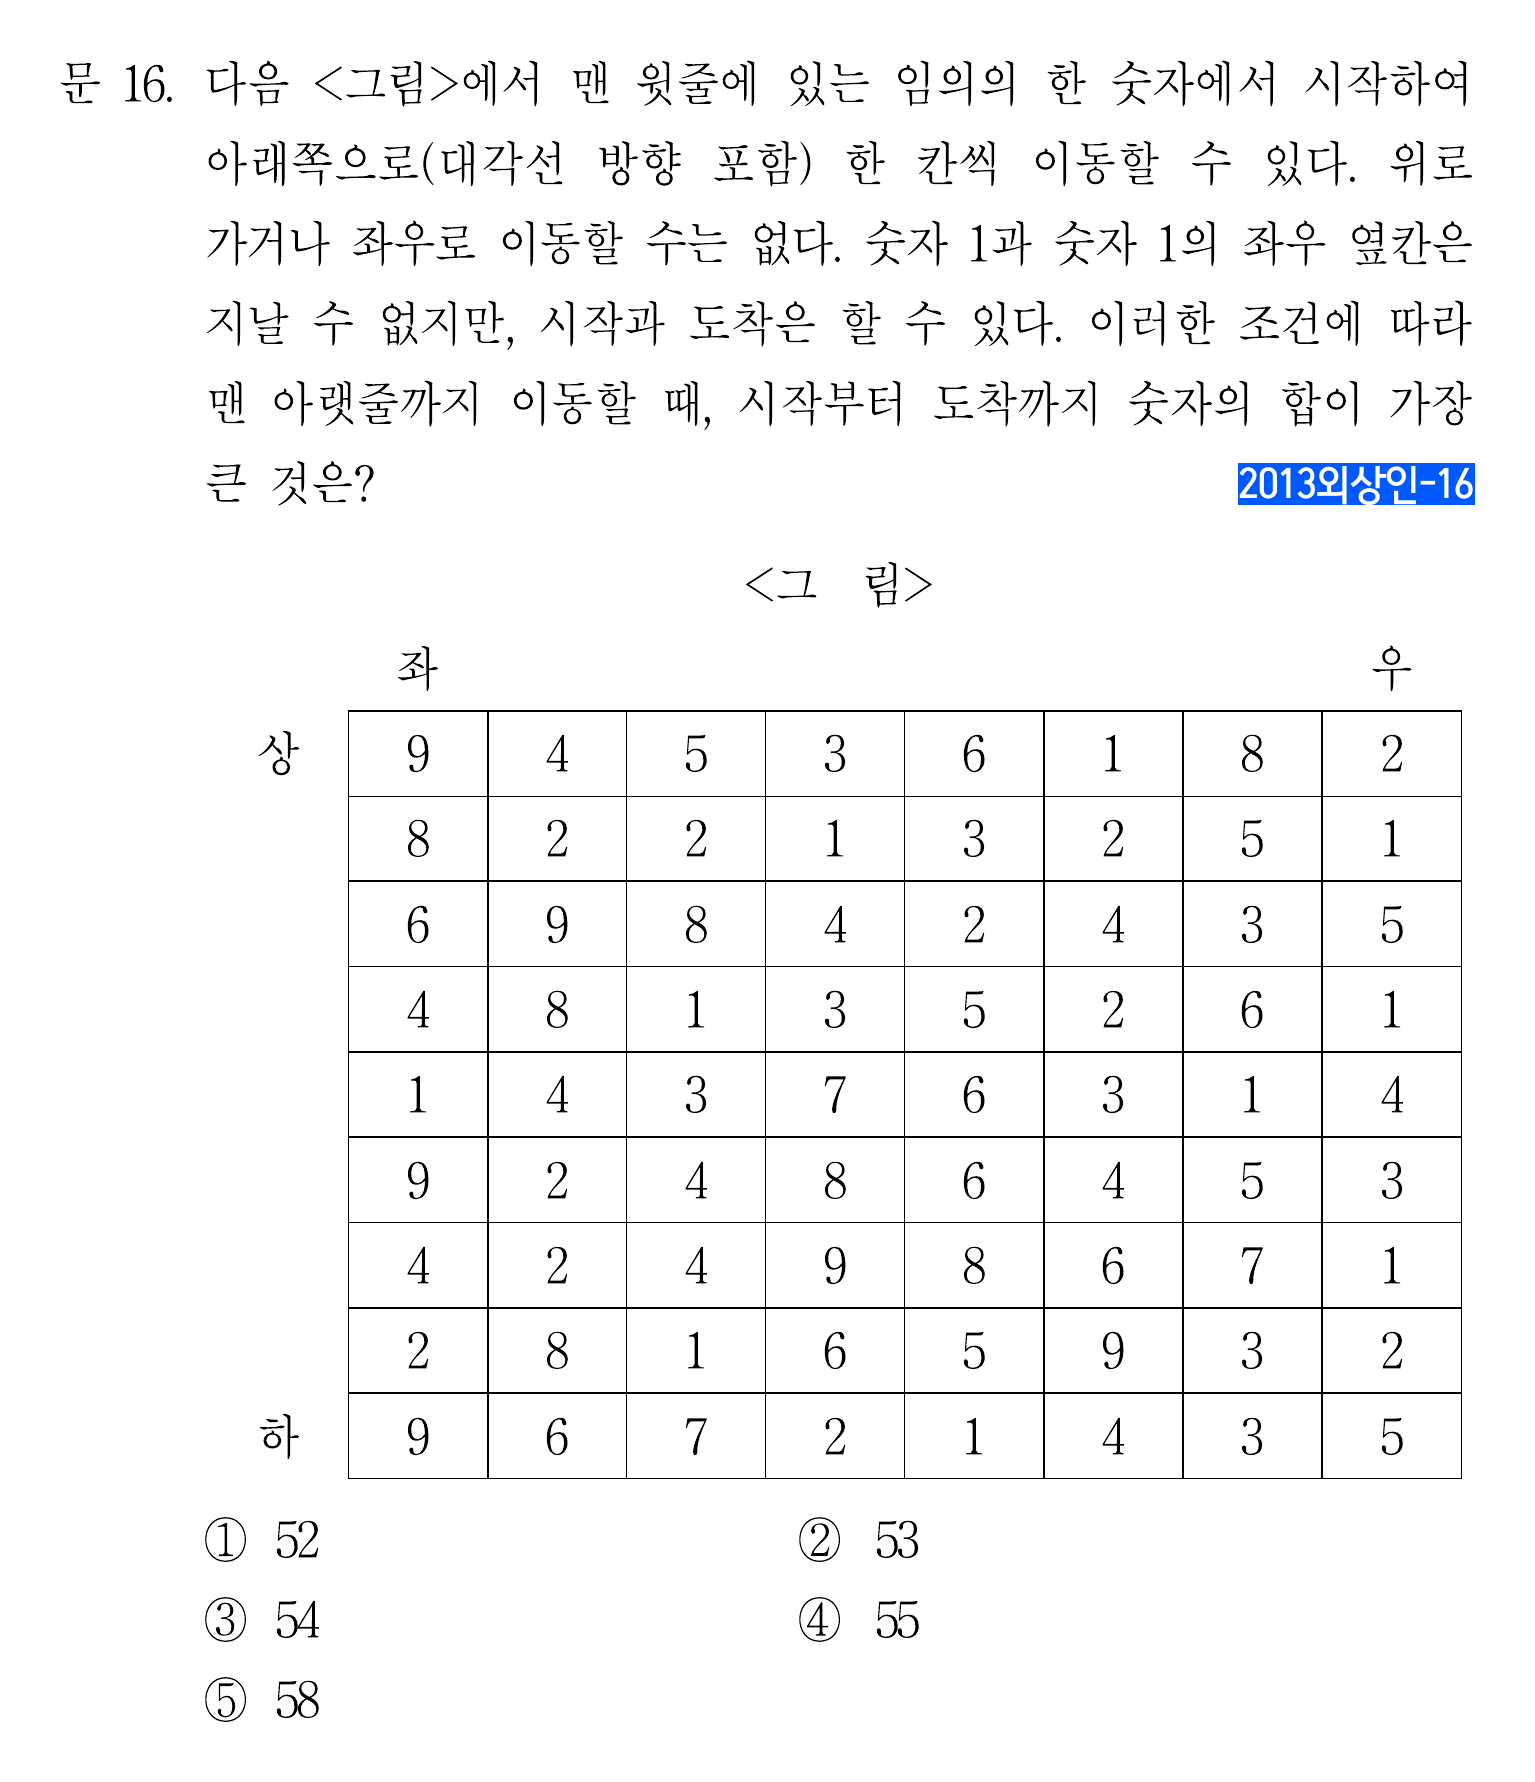 문 16. 다음 <그림>에서 맨 윗줄에 있는 임의의 한 숫자에서 시작하여
아래쪽으로(대각선 방향 포함) 한 칸씩 이동할 수 있다. 위로
가거나 좌우로 이동할 수는 없다. 숫자 1과 숫자 1의 좌우 옆칸은
지날 수 없지만, 시작과 도착은 할 수 있다. 이러한 조건에 따라
맨 아랫줄까지 이동할 때, 시작부터 도착까지 숫자의 합이 가장
큰 것은? 2013외상인-16
<그 림>
좌 우
상 9 4 5 3 6 1 8 2
8 2 2 1 3 2 5 1
6 9 8 4 2 4 3 5
4 8 1 3 5 2 6 1
1 4 3 7 6 3 1 4
9 2 4 8 6 4 5 3
4 2 4 9 8 6 7 1
2 8 1 6 5 9 3 2
하 9 6 7 2 1 4 3 5
① 52 ② 53
③ 54 ④ 55
⑤ 58